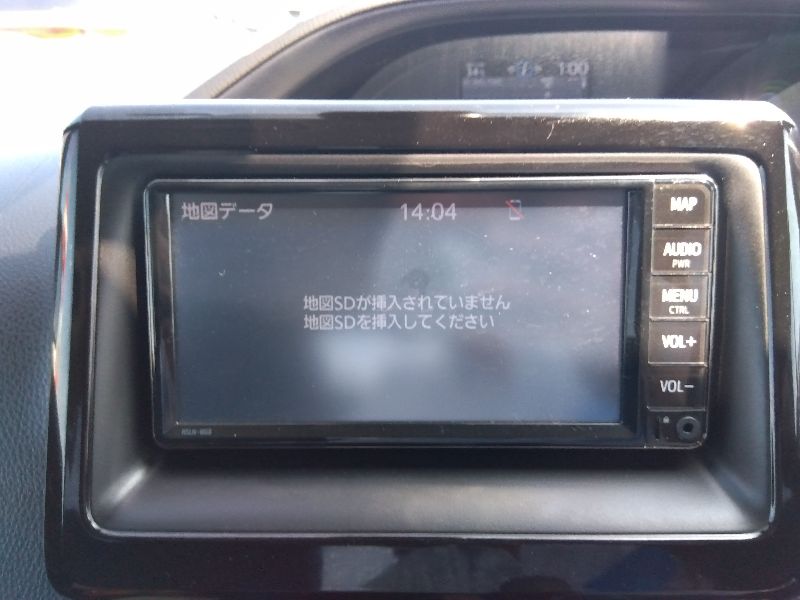 1:00
地図データ 14:04
MAP
AUDIO
PWR
MENU
CTRL
VOL+
VOL-
地図SDが挿入されていません
地図SDを挿入してください